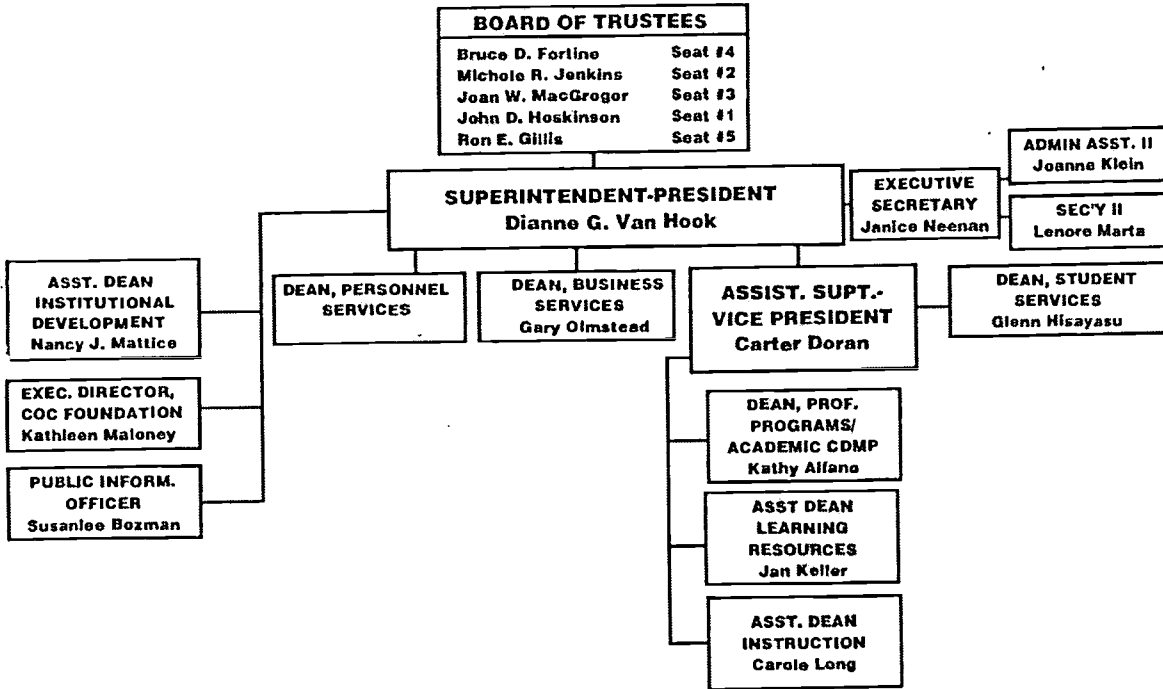 BOARD OF TRUSTEES
Bruce D. Fortine Seat #4
Michele R. Jenkins Seat #2
Joan W. MacGregor Seat #3
John D. Hoskinson Seat #1
Ron E. Gillis Seat #5
ADMIN ASST. II
Joanne Klein
SUPERINTENDENT-PRESIDENT
Dianne G. Van Hook
EXECUTIVE
SECRETARY
Janice Neenan
SEC'Y II
Lenore Marta
ASST. DEAN
INSTITUTIONAL
DEVELOPMENT
Nancy J. Mattice
DEAN, PERSONNEL
SERVICES
DEAN, BUSINESS
SERVICES
Gary Olmstead
ASSIST. SUPT.-
VICE PRESIDENT
Carter Doran
DEAN, STUDENT
SERVICES
Glenn Hisayasu
EXEC. DIRECTOR,
COC FOUNDATION
Kathleen Maloney
PUBLIC INFORM.
OFFICER
Susanlee Bozman
DEAN, PROF.
PROGRAMS/
ACADEMIC CDMP
Kathy Alfano
ASST DEAN
LEARNING
RESOURCES
Jan Keller
ASST. DEAN
INSTRUCTION
Carole Long